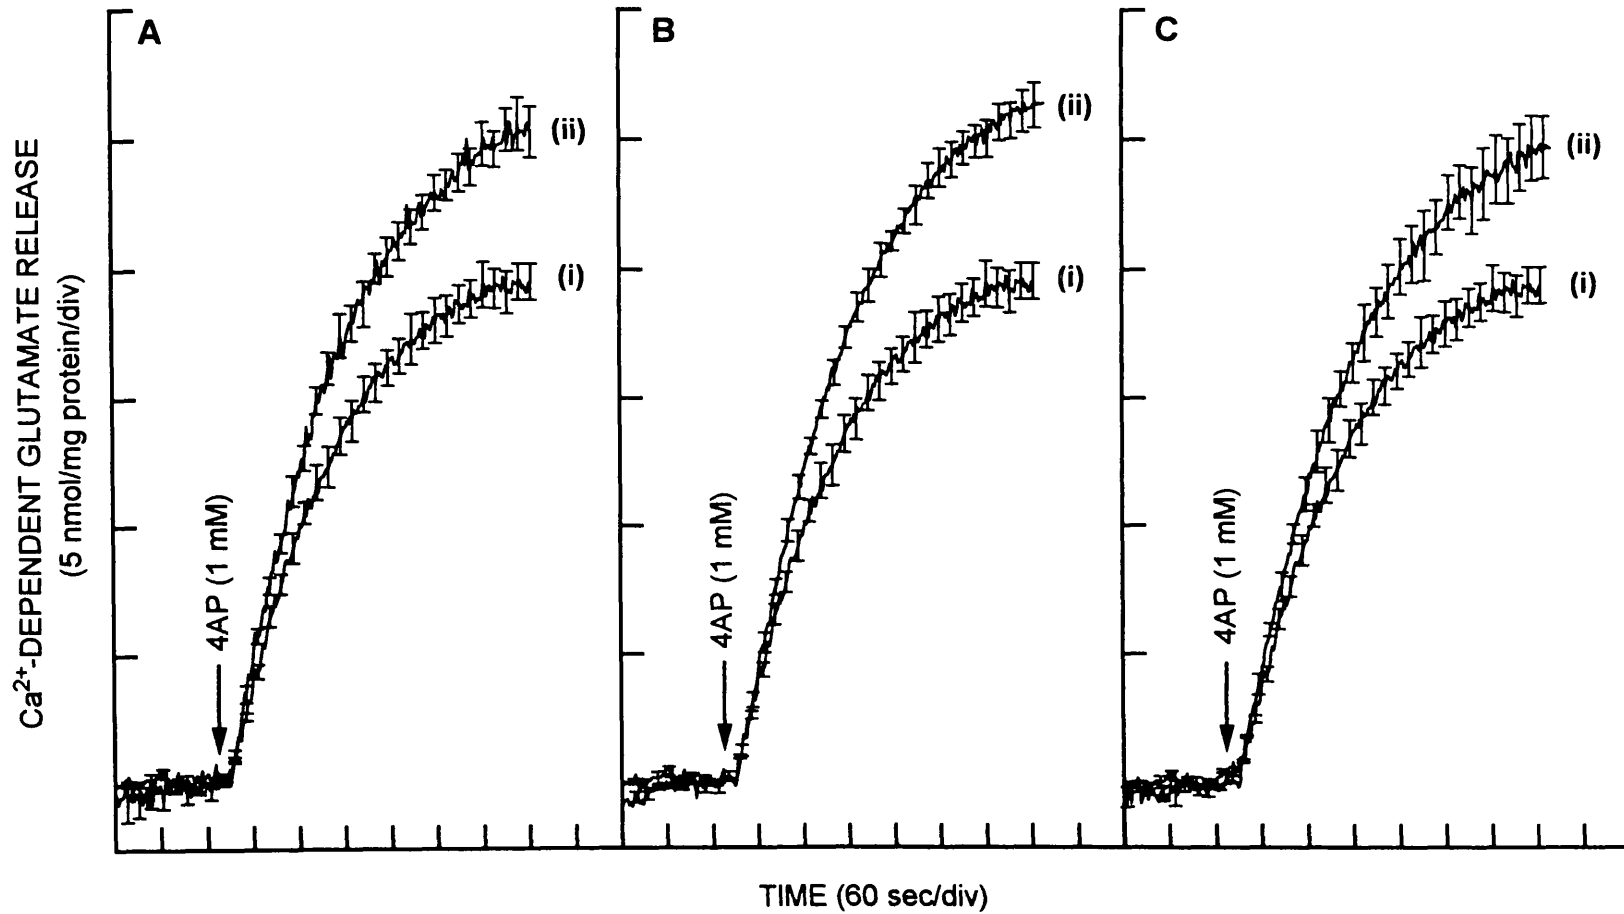 A
B
C
(ii)
(ii)
(ii)
(i)
(i)
(i)
Ca²⁺-DEPENDENT GLUTAMATE RELEASE
(5 nmol/mg protein/div)
4AP (1 mM)
4AP (1 mM)
4AP (1 mM)
TIME (60 sec/div)